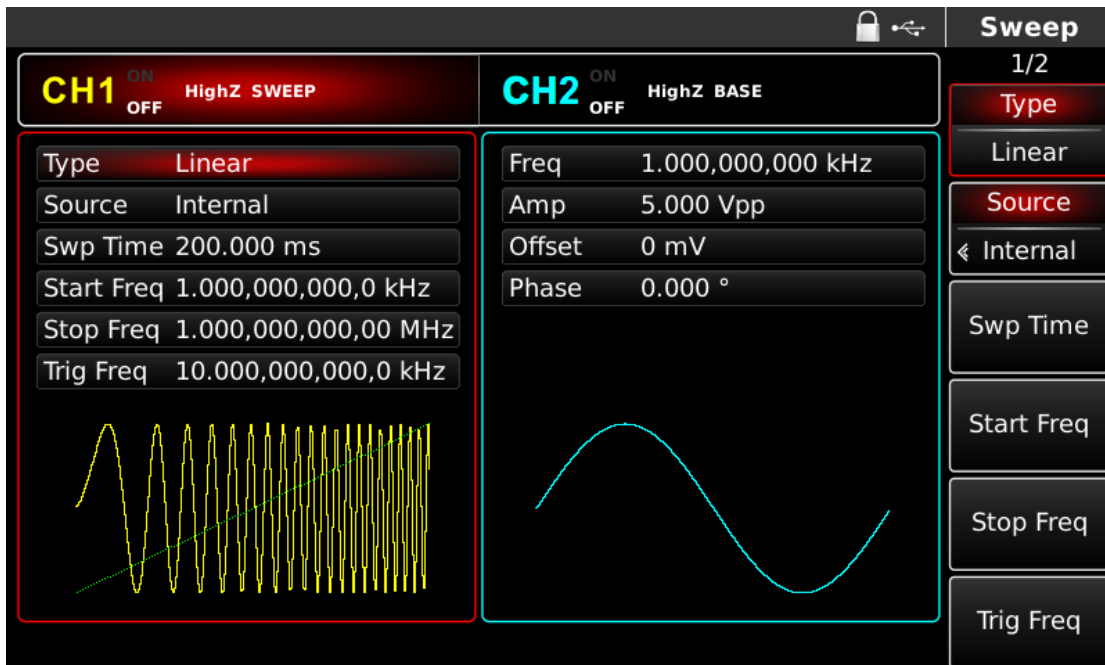 Sweep
1/2
CH1 ON OFF HighZ SWEEP
CH2 ON OFF HighZ BASE
Type Linear
Source Internal
Swp Time 200.000 ms
Start Freq 1.000,000,000,0 kHz
Stop Freq 1.000,000,000,00 MHz
Trig Freq 10.000,000,000,0 kHz
Freq 1.000,000,000 kHz
Amp 5.000 Vpp
Offset 0 mV
Phase 0.000 °
Type
Linear
Source
Internal
Swp Time
Start Freq
Stop Freq
Trig Freq